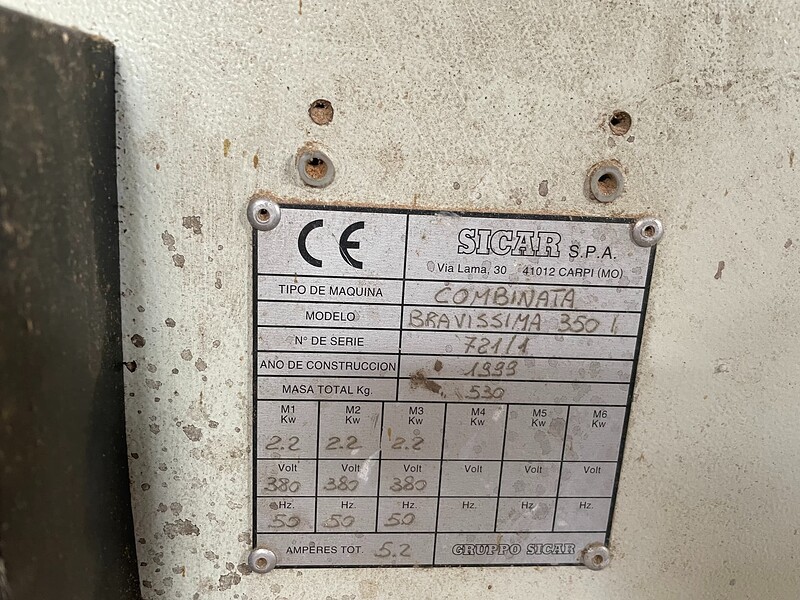 CE
SICAR S.P.A.
Via Lama, 30 41012 CARPI (MO)
TIPO DE MAQUINA COMBINATA
MODELO BRAVISSIMA 350 I
N° DE SERIE 721/1
ANO DE CONSTRUCCION 1999
MASA TOTAL Kg. 530
M1 M2 M3 M4 M5 M6
Kw Kw Kw Kw Kw Kw
2.2 2.2 2.2
Volt Volt Volt Volt Volt Volt
380 380 380
Hz. Hz. Hz. Hz. Hz. Hz.
50 50 50
AMPERES TOT. 5.2 GRUPPO SICAR